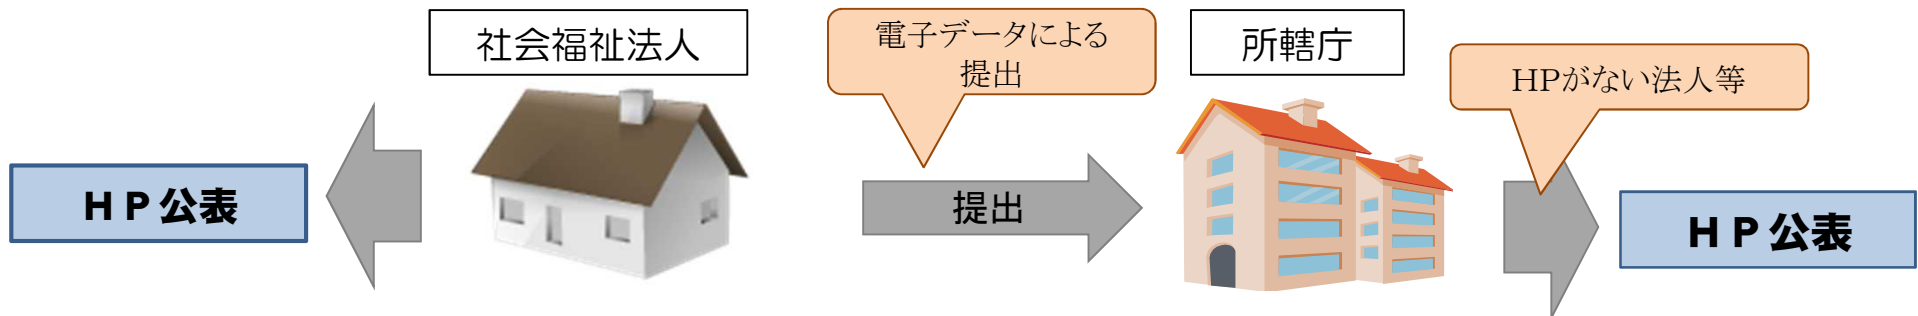 社会福祉法人
電子データによる
提出
所轄庁
HPがない法人等
ＨＰ公表
提出
ＨＰ公表